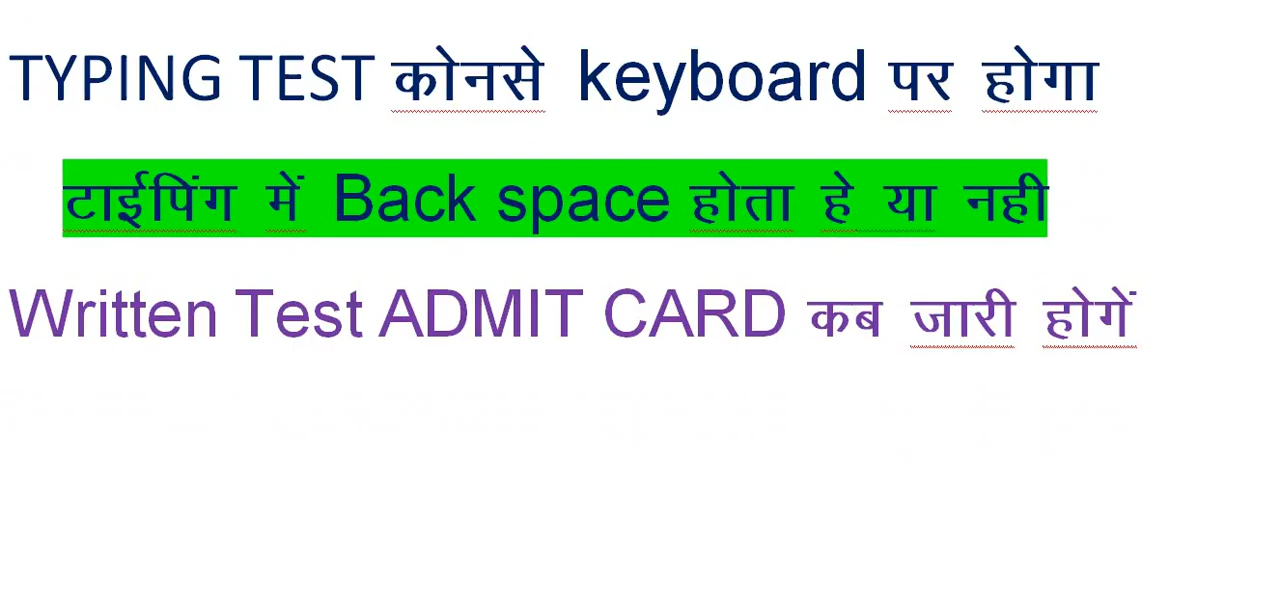 TYPING TEST कोनसे keyboard पर होगा
टाईपिंग में Back space होता हे या नही
Written Test ADMIT CARD कब जारी होगें